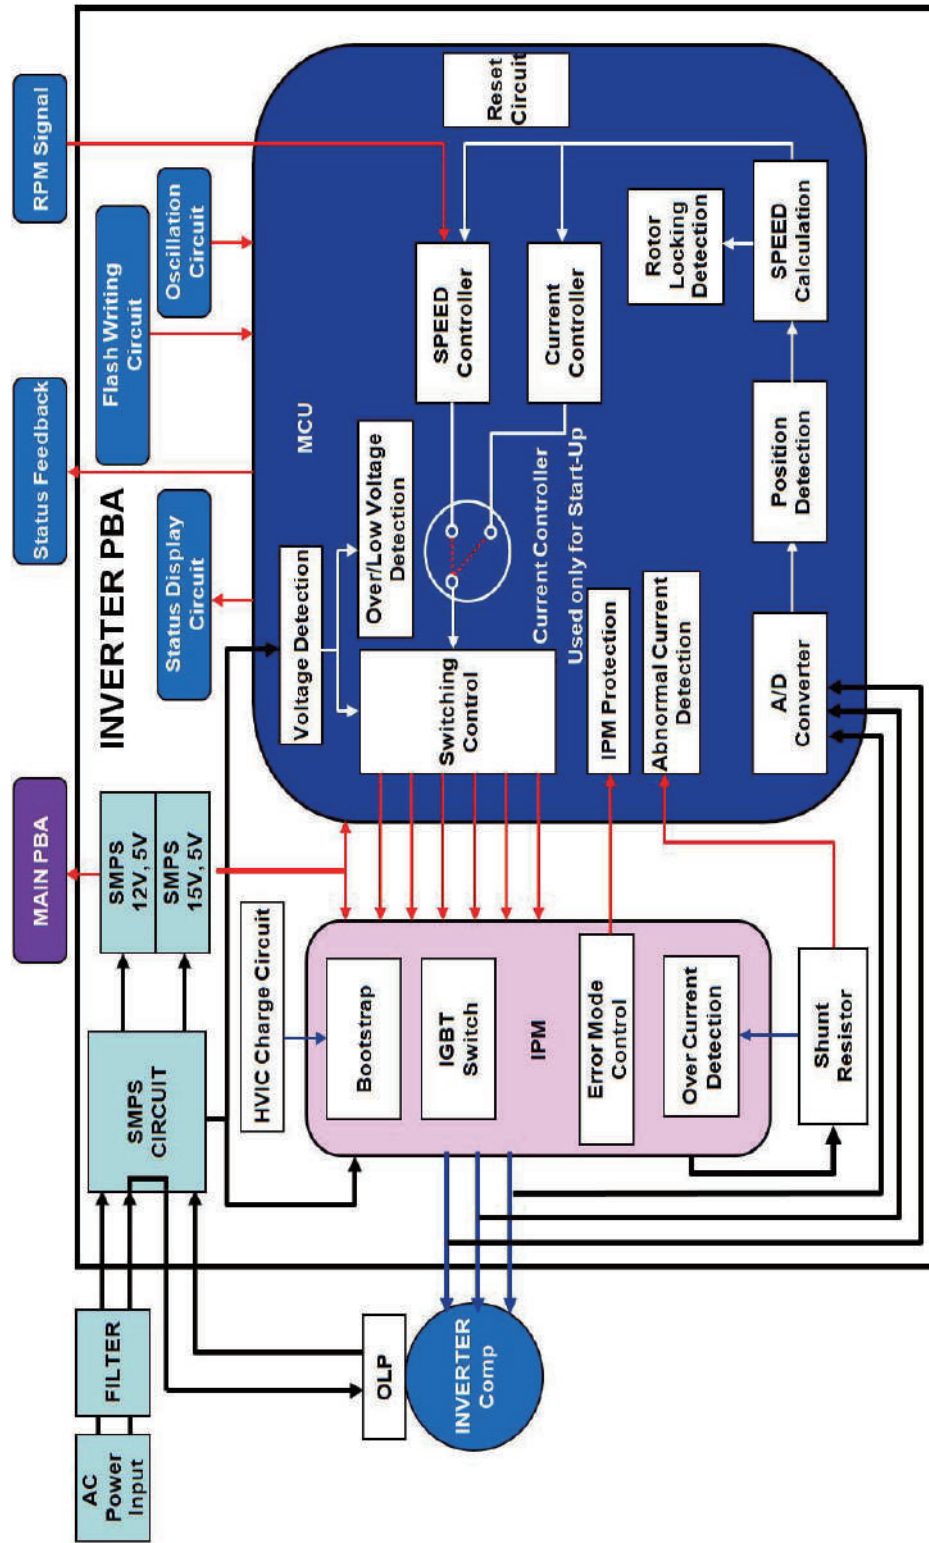 MAIN PBA
Status Feedback
RPM Signal
AC
Power
Input
FILTER
SMPS
CIRCUIT
SMPS
12V, 5V
SMPS
15V, 5V
INVERTER PBA
Flash Writing
Circuit
Status Display
Circuit
Oscillation
Circuit
OLP
INVERTER
Comp
HVIC Charge Circuit
Bootstrap
IGBT
Switch
IPM
Error Mode
Control
Over Current
Detection
Shunt
Resistor
MCU
Voltage Detection
Over/Low Voltage
Detection
Switching
Control
SPEED
Controller
Current
Controller
Current Controller
Used only for Start-Up
Reset
Circuit
IPM Protection
Abnormal Current
Detection
Rotor
Locking
Detection
A/D
Converter
Position
Detection
SPEED
Calculation